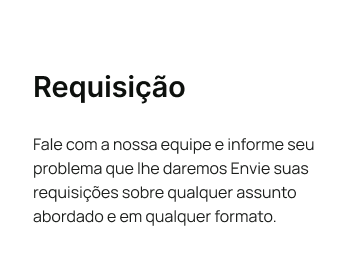 Requisição
Fale com a nossa equipe e informe seu
problema que lhe daremos Envie suas
requisições sobre qualquer assunto
abordado e em qualquer formato.